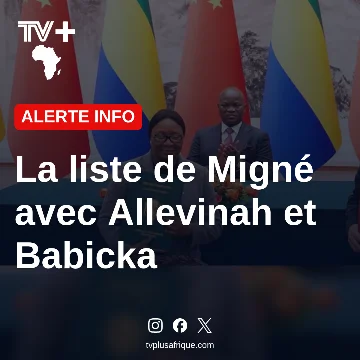 TV+
ALERTE INFO
La liste de Migné
avec Allevinah et
Babicka
tvplusafrique.com